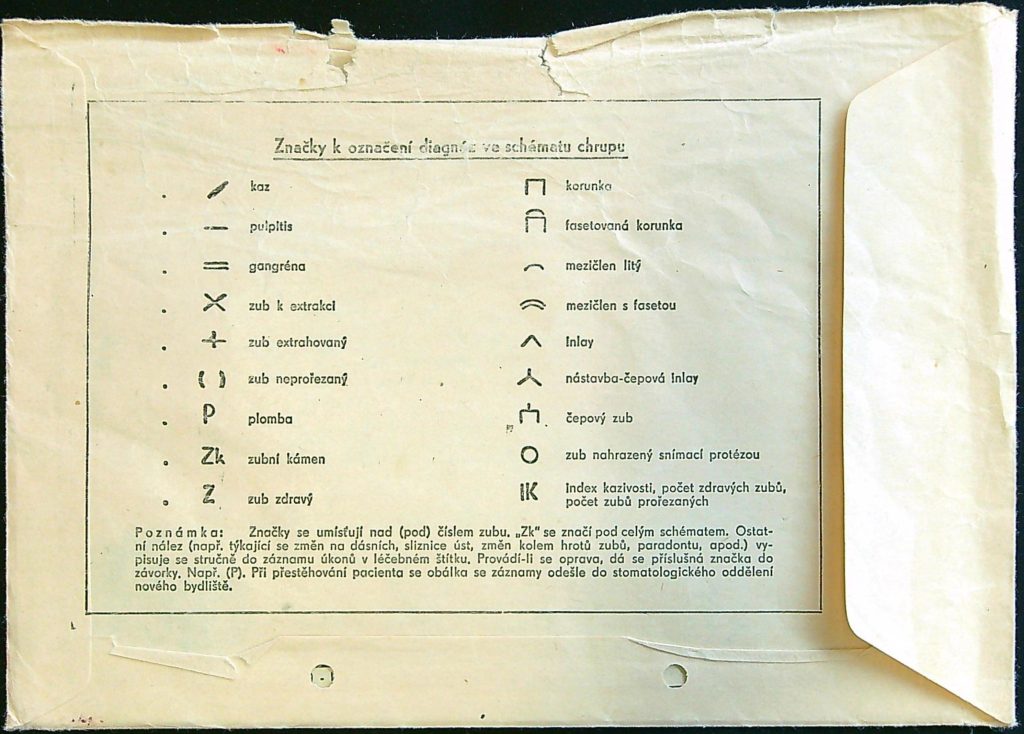 Značky k označení diagnóz ve schématu chrupu
kaz
pulpitis
gangréna
zub k extrakci
zub extrahovaný
( ) zub neprořezaný
P plomba
Zk zubní kámen
Z zub zdravý
korunka
fasetovaná korunka
mezičlen litý
mezičlen s fasetou
Inlay
nástavba-čepová Inlay
čepový zub
O zub nahrazený snímací protézou
IK Index kazivosti, počet zdravých zubů,
počet zubů prořezaných
Poznámka: Značky se umísťují nad (pod) číslem zubu. „Zk“ se značí pod celým schématem. Ostat-
ní nález (např. týkající se změn na dásních, sliznice úst, změn kolem hrotů zubů, paradontu, apod.) vy-
pisuje se stručně do záznamu úkonů v léčebném štítku. Provádí-li se oprava, dá se příslušná značka do
závorky. Např. (P). Při přestěhování pacienta se obálka se záznamy odešle do stomatologického oddělení
nového bydliště.